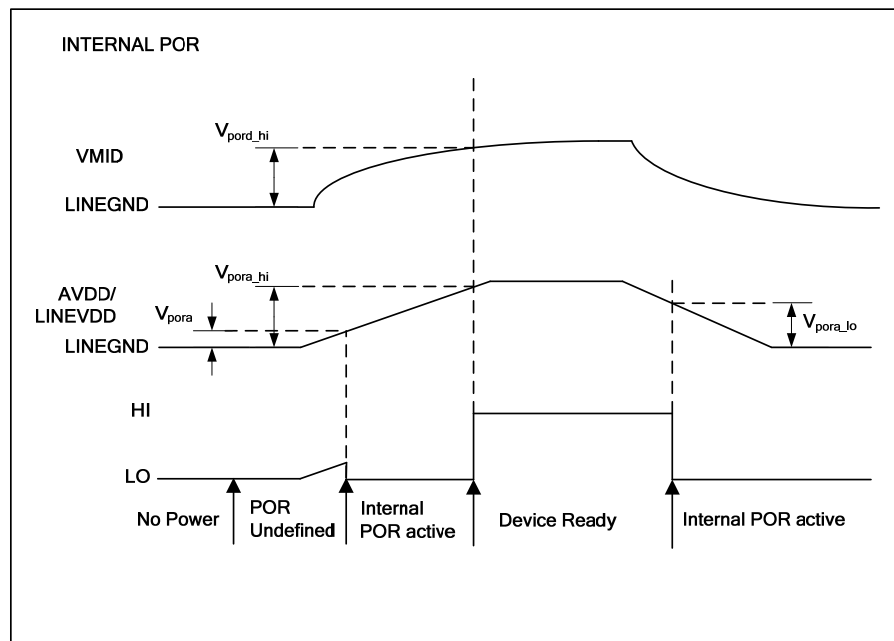 INTERNAL POR
Vpord_hi
VMID
LINEGND
Vpora_hi
AVDD/
LINEVDD
Vpora
LINEGND
Vpora_lo
HI
LO
No Power
POR
Undefined
Internal
POR active
Device Ready
Internal POR active